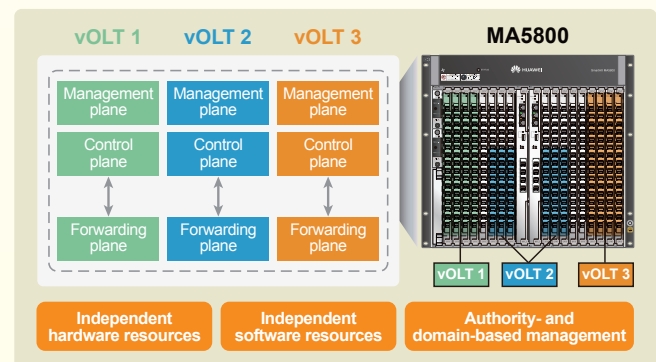 vOLT 1 vOLT 2 vOLT 3
MA5800
Management
plane
Management
plane
Management
plane
Control
plane
Control
plane
Control
plane
Forwarding
plane
Forwarding
plane
Forwarding
plane
HUAWEI
vOLT 1
vOLT 2
vOLT 3
Independent
hardware resources
Independent
software resources
Authority- and
domain-based management